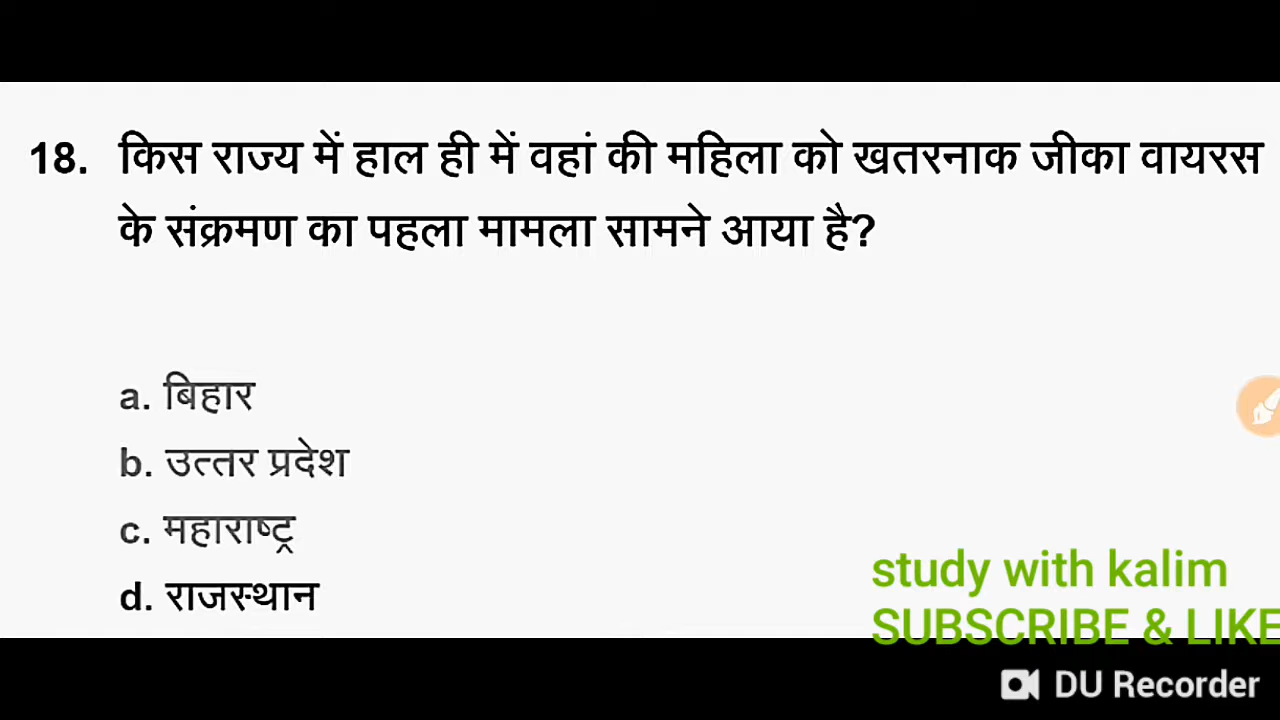 18. किस राज्य में हाल ही में वहां की महिला को खतरनाक जीका वायरस
के संक्रमण का पहला मामला सामने आया है?
a. बिहार
b. उत्तर प्रदेश
c. महाराष्ट्र
d. राजस्थान
study with kalim
SUBSCRIBE & LIKE
DU Recorder